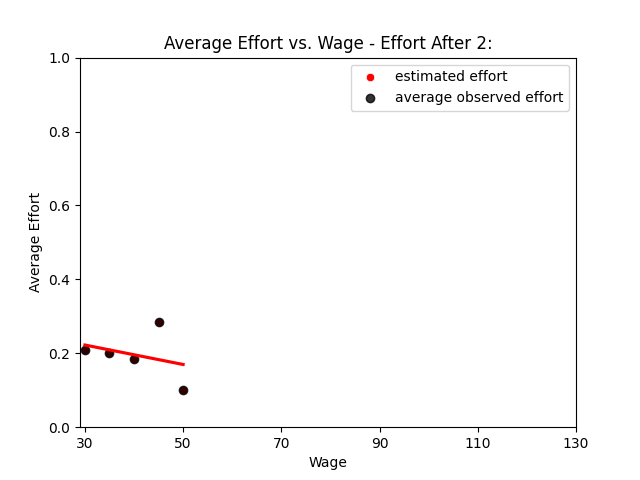 Average Effort vs. Wage - Effort After 2:
estimated effort
average observed effort
1.0
0.8
0.6
0.4
0.2
0.0
Average Effort
30 50 70 90 110 130
Wage